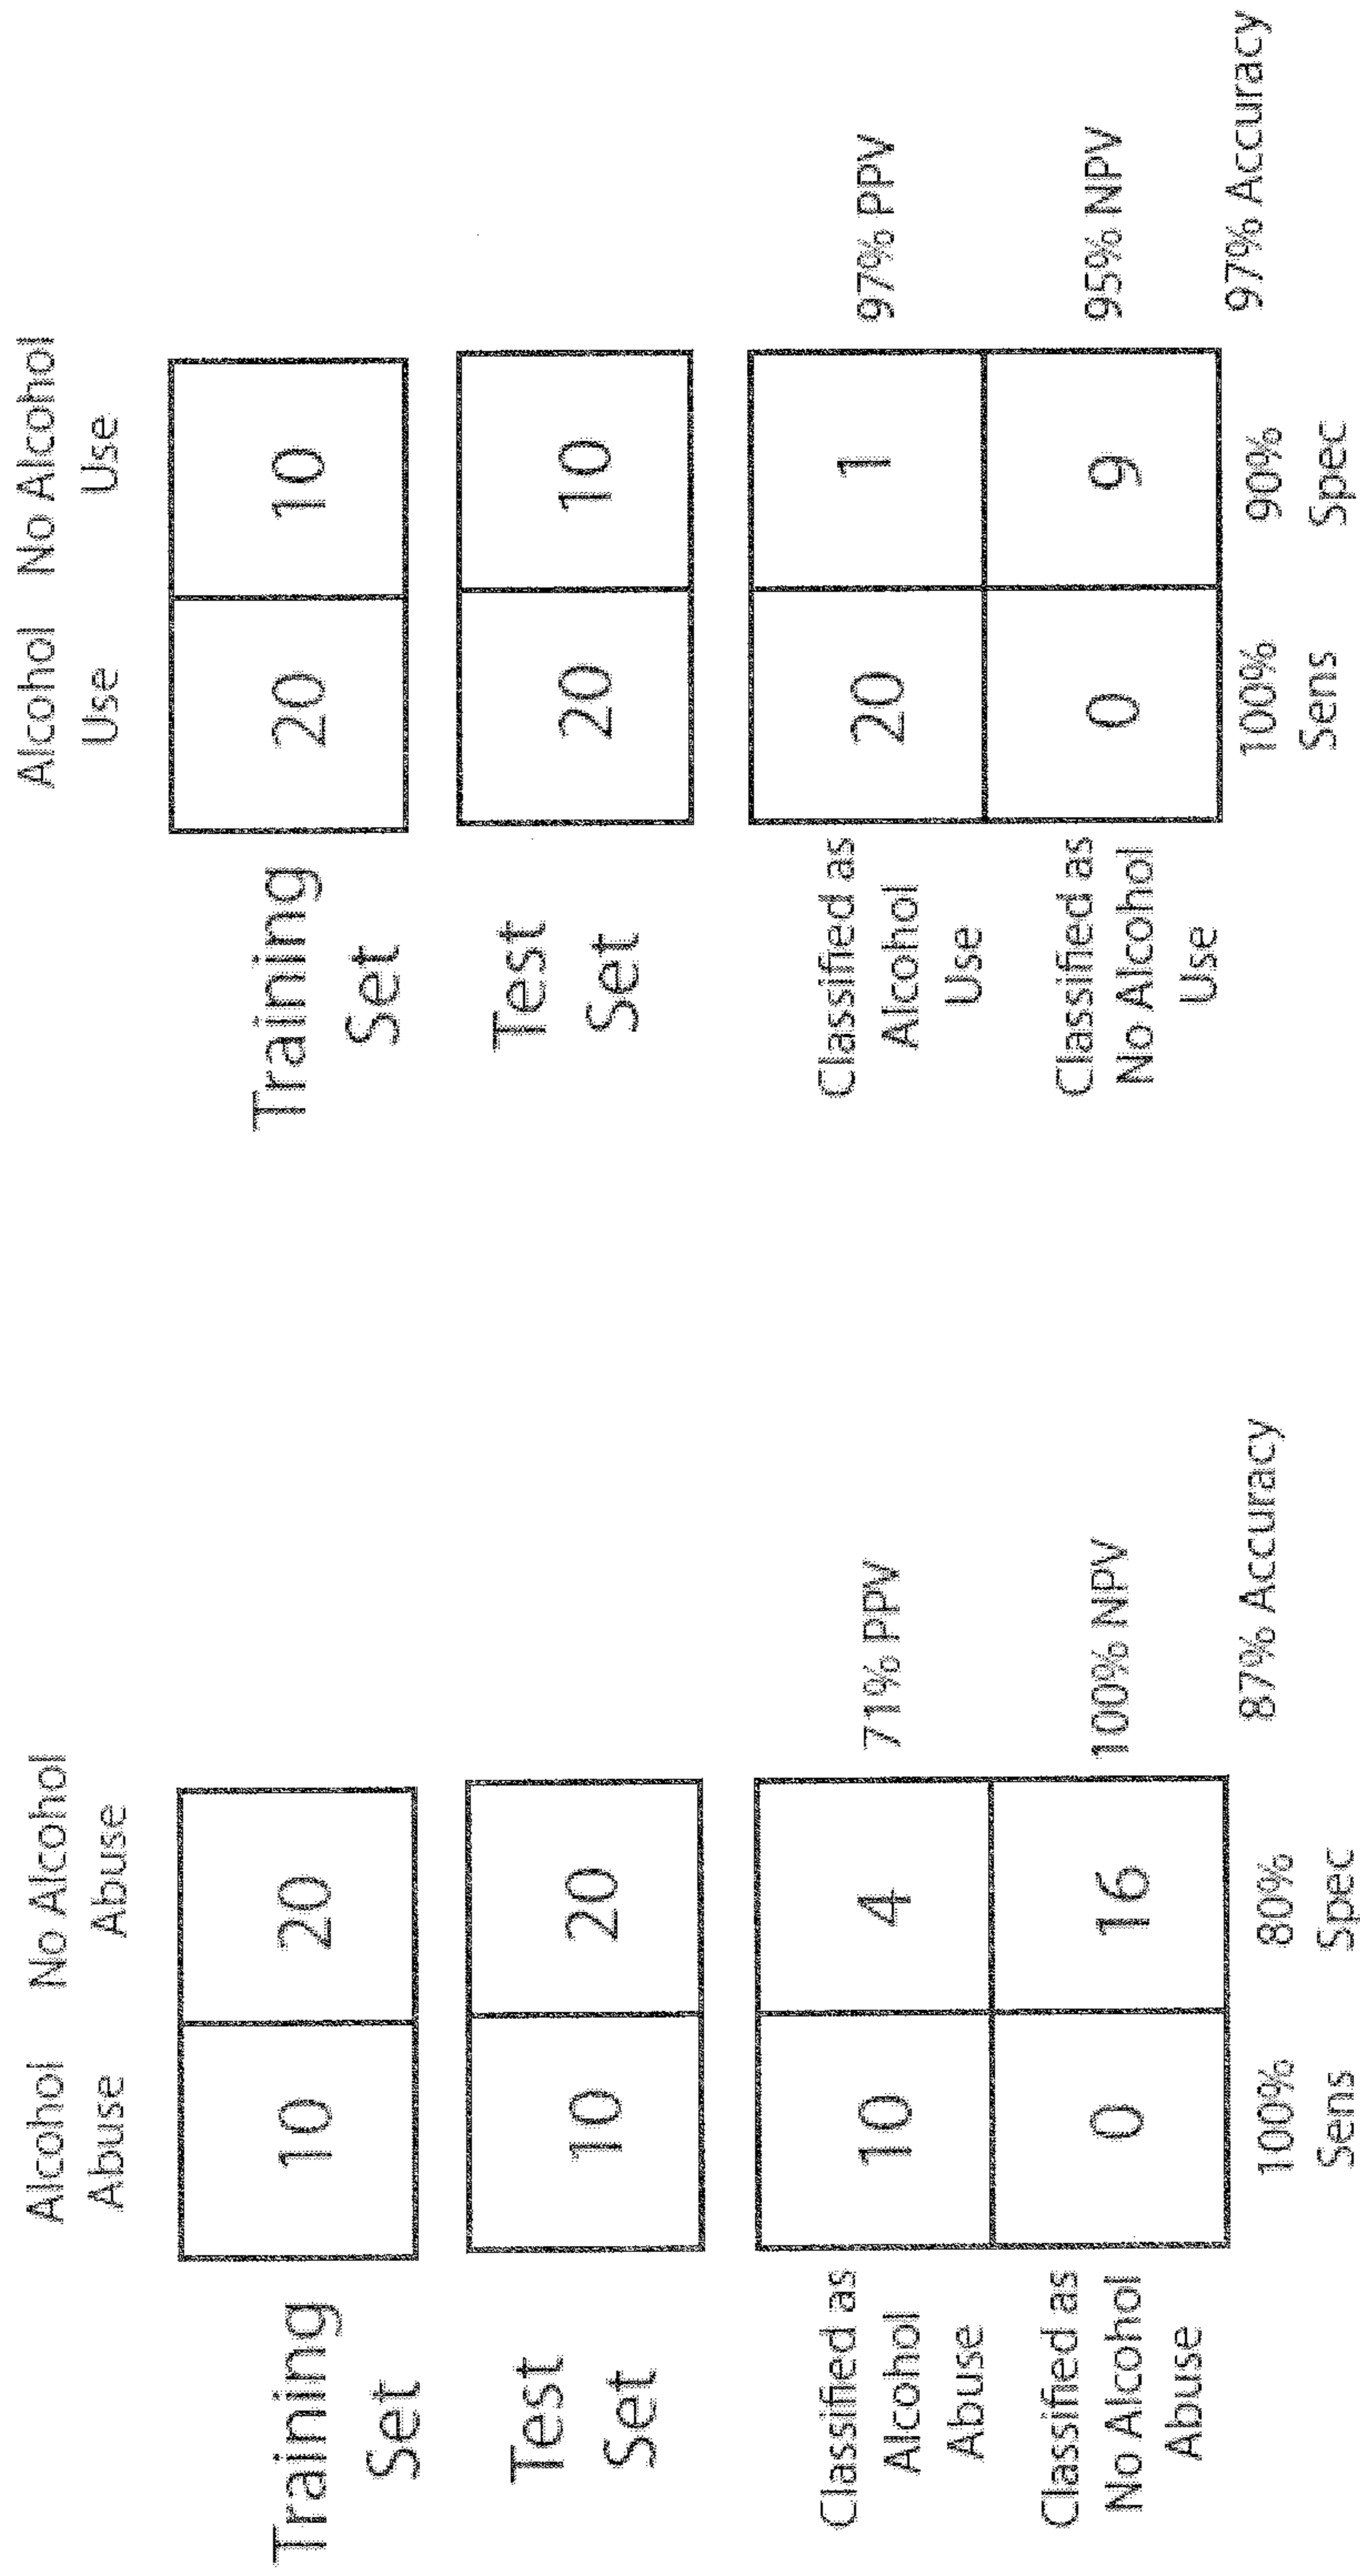 Alcohol
Abuse
No Alcohol
Abuse
Training
Set
10
20
Test
Set
10
20
Classified as
Alcohol
Abuse
10
4
71% PPV
Classified as
No Alcohol
Abuse
0
16
100% NPV
100%
Sens
80%
Spec
87% Accuracy
Alcohol
Use
No Alcohol
Use
Training
Set
20
10
Test
Set
20
10
Classified as
Alcohol
Use
20
1
97% PPV
Classified as
No Alcohol
Use
0
9
95% NPV
100%
Sens
90%
Spec
97% Accuracy